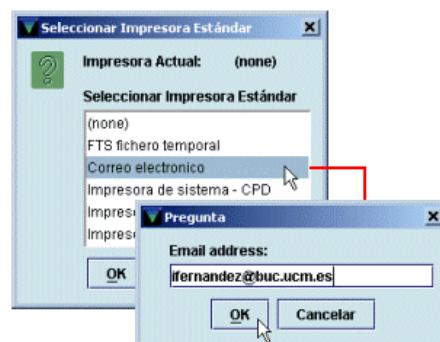 Seleccionar Impresora Estándar
Impresora Actual: (none)
Seleccionar Impresora Estándar
(none)
FTS fichero temporal
Correo electronico
Impresora de sistema - CPD
OK
Pregunta
Email address:
ifernandez@buc.ucm.es
OK Cancelar